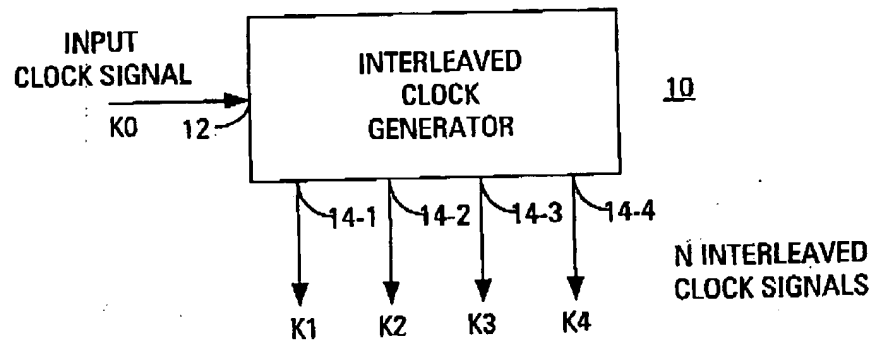 INPUT
CLOCK SIGNAL
K0
12
INTERLEAVED
CLOCK
GENERATOR
10
14-1
14-2
14-3
14-4
N INTERLEAVED
CLOCK SIGNALS
K1
K2
K3
K4